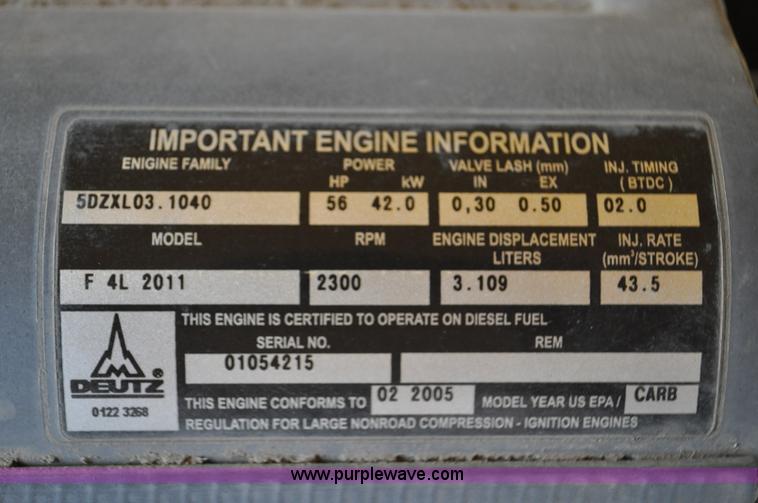 IMPORTANT ENGINE INFORMATION
ENIGINE FAMILY POWER VALVE LASH (mm) INJ. TIMING
HP kW IN EX (BTDC)
5DZXL03.1040 56 42.0 0,30 0.50 02.0
MODEL RPM ENGINE DISPLACEMENT INJ. RATE
LITERS (mm³/STROKE)
F 4L 2011 2300 3.109 43.5
THIS ENGINE IS CERTIFIED TO OPERATE ON DIESEL FUEL
SERIAL NO. REM
01054215
DEUTZ ®
0122 3268
THIS ENGINE CONFORMS TO 02 2005 MODEL YEAR US EPA / CARB
REGULATION FOR LARGE NONROAD COMPRESSION - IGNITION ENGINES
www.purplewave.com